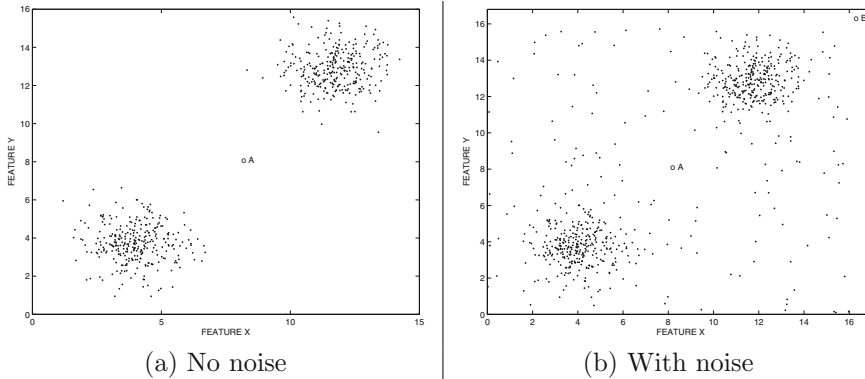 16
14
12
10
8
6
4
2
0
FEATURE Y
A
0 5 10 15
FEATURE X
(a) No noise
16
14
12
10
8
6
4
2
0
FEATURE Y
B
A
0 2 4 6 8 10 12 14 16
FEATURE X
(b) With noise